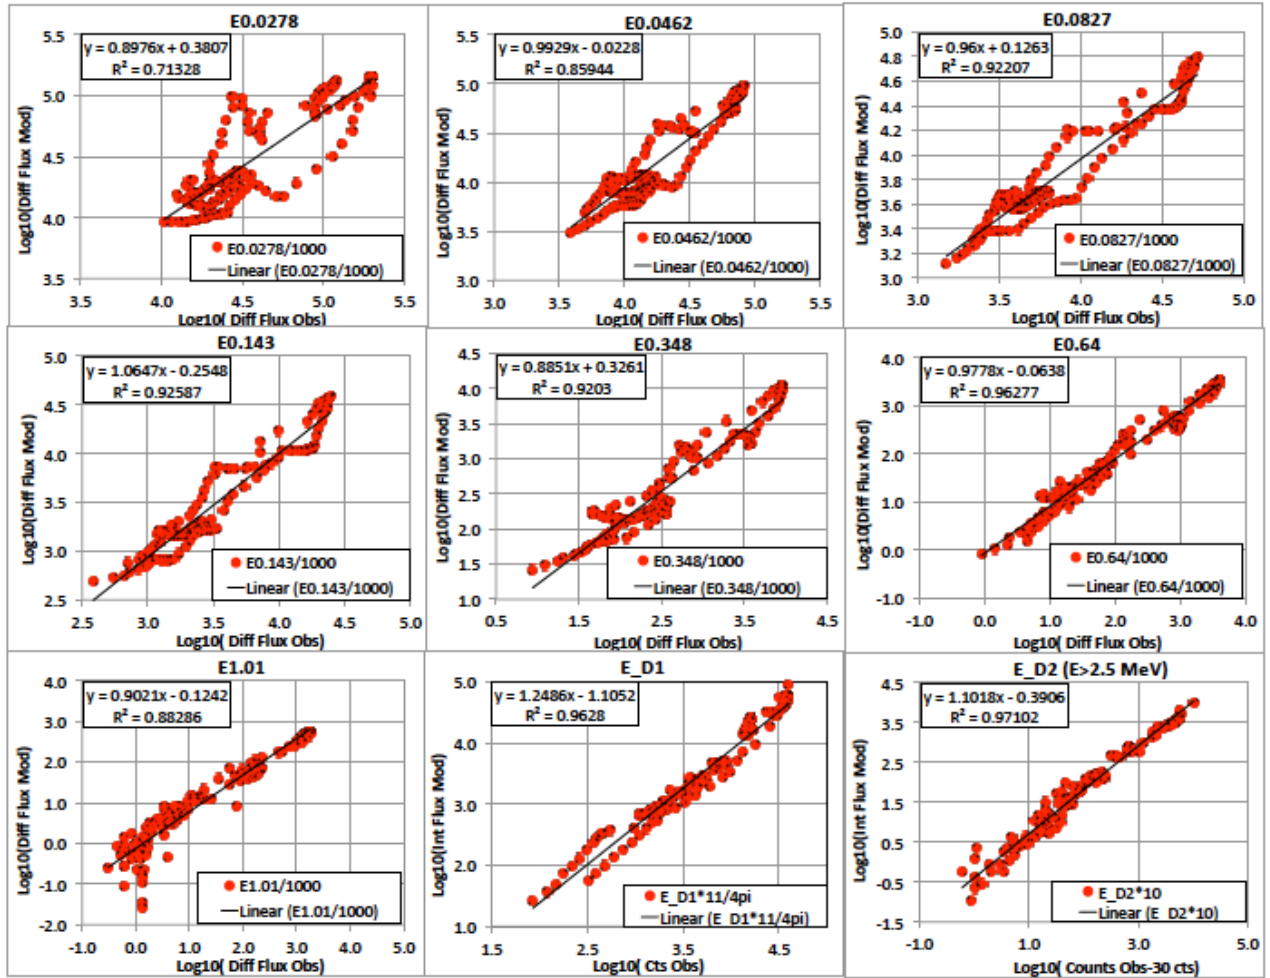 E0.0278
5.5
y = 0.8976x + 0.3807
R² = 0.71328
5.0
4.5
4.0
3.5
Log10(Diff Flux Mod)
E0.0278/1000
Linear (E0.0278/1000)
3.5 4.0 4.5 5.0 5.5
Log10( Diff Flux Obs)
E0.0462
5.5
y = 0.9929x - 0.0228
R² = 0.85944
5.0
4.5
4.0
3.5
3.0
Log10(Diff Flux Mod)
E0.0462/1000
Linear (E0.0462/1000)
3.0 3.5 4.0 4.5 5.0 5.5
Log10( Diff Flux Obs)
E0.0827
5.0
y = 0.96x + 0.1263
R² = 0.92207
4.8
4.6
4.4
4.2
4.0
3.8
3.6
3.4
3.2
3.0
Log10(Diff Flux Mod)
E0.0827/1000
Linear (E0.0827/1000)
3.0 3.5 4.0 4.5 5.0
Log10( Diff Flux Obs)
E0.143
5.0
y = 1.0647x - 0.2548
R² = 0.92587
4.5
4.0
3.5
3.0
2.5
Log10(Diff Flux Mod)
E0.143/1000
Linear (E0.143/1000)
2.5 3.0 3.5 4.0 4.5 5.0
Log10( Diff Flux Obs)
E0.348
4.5
y = 0.8851x + 0.3261
R² = 0.9203
4.0
3.5
3.0
2.5
2.0
1.5
1.0
Log10(Diff Flux Mod)
E0.348/1000
Linear (E0.348/1000)
0.5 1.5 2.5 3.5 4.5
Log10( Diff Flux Obs)
E0.64
4.0
y = 0.9778x - 0.0638
R² = 0.96277
3.0
2.0
1.0
0.0
-1.0
Log10(Diff Flux Mod)
E0.64/1000
Linear (E0.64/1000)
-1.0 0.0 1.0 2.0 3.0 4.0
Log10( Diff Flux Obs)
E1.01
4.0
y = 0.9021x - 0.1242
R² = 0.88286
3.0
2.0
1.0
0.0
-1.0
-2.0
Log10(Diff Flux Mod)
E1.01/1000
Linear (E1.01/1000)
-1.0 0.0 1.0 2.0 3.0 4.0 5.0
Log10( Diff Flux Obs)
E_D1
5.0
y = 1.2486x - 1.1052
R² = 0.9628
4.0
3.0
2.0
1.0
Log10(Int Flux Mod)
E_D1*11/4pi
Linear (E_D1*11/4pi)
1.5 2.5 3.5 4.5
Log10( Cts Obs)
E_D2 (E>2.5 MeV)
4.5
y = 1.1018x - 0.3906
R² = 0.97102
3.5
2.5
1.5
0.5
-0.5
-1.5
Log10(Int Flux Mod)
E_D2*10
Linear (E_D2*10)
-1.0 1.0 3.0 5.0
Log10( Counts Obs-30 cts)